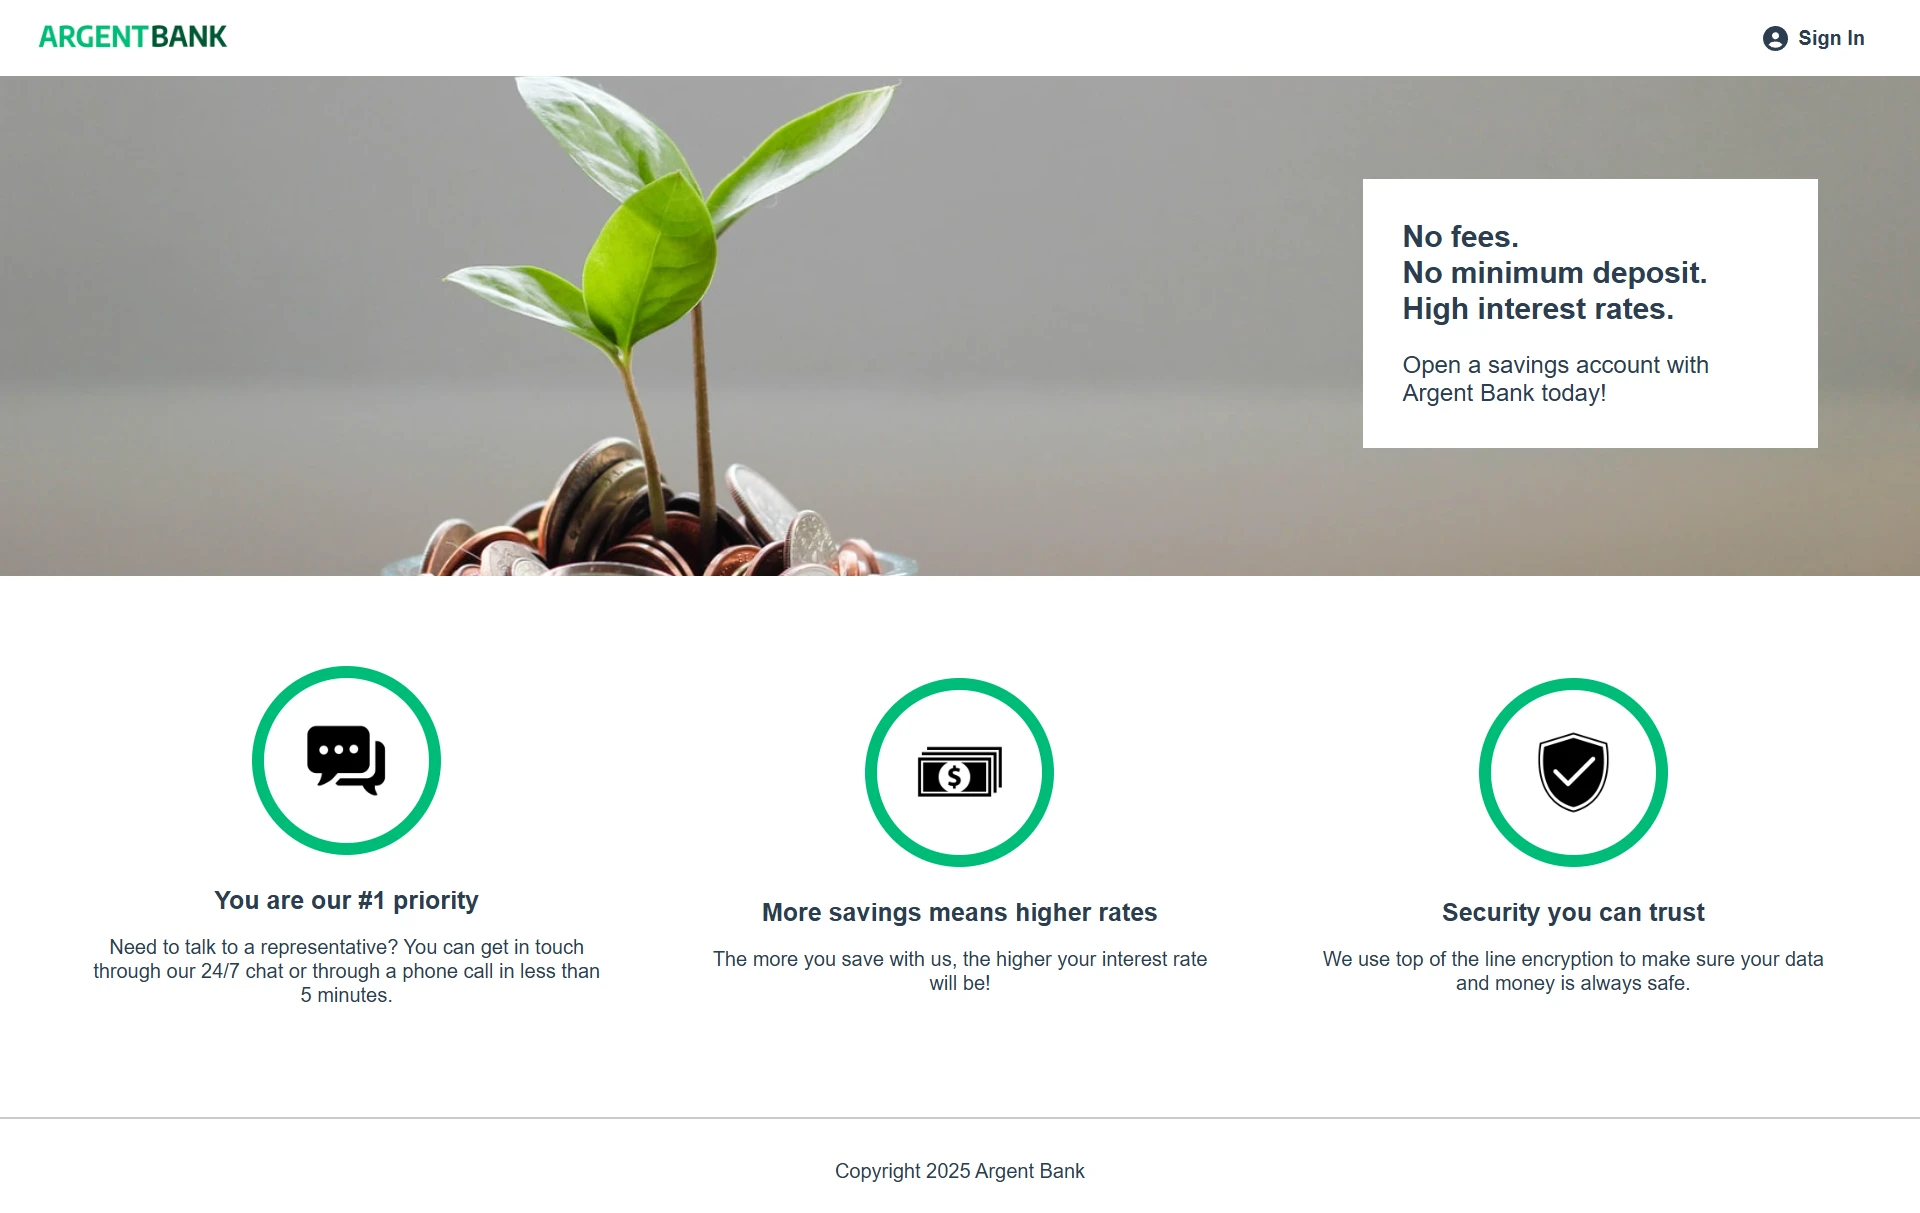 ARGENTBANK
Sign In
No fees.
No minimum deposit.
High interest rates.
Open a savings account with
Argent Bank today!
$
You are our #1 priority
Need to talk to a representative? You can get in touch
through our 24/7 chat or through a phone call in less than
5 minutes.
More savings means higher rates
The more you save with us, the higher your interest rate
will be!
Security you can trust
We use top of the line encryption to make sure your data
and money is always safe.
Copyright 2025 Argent Bank